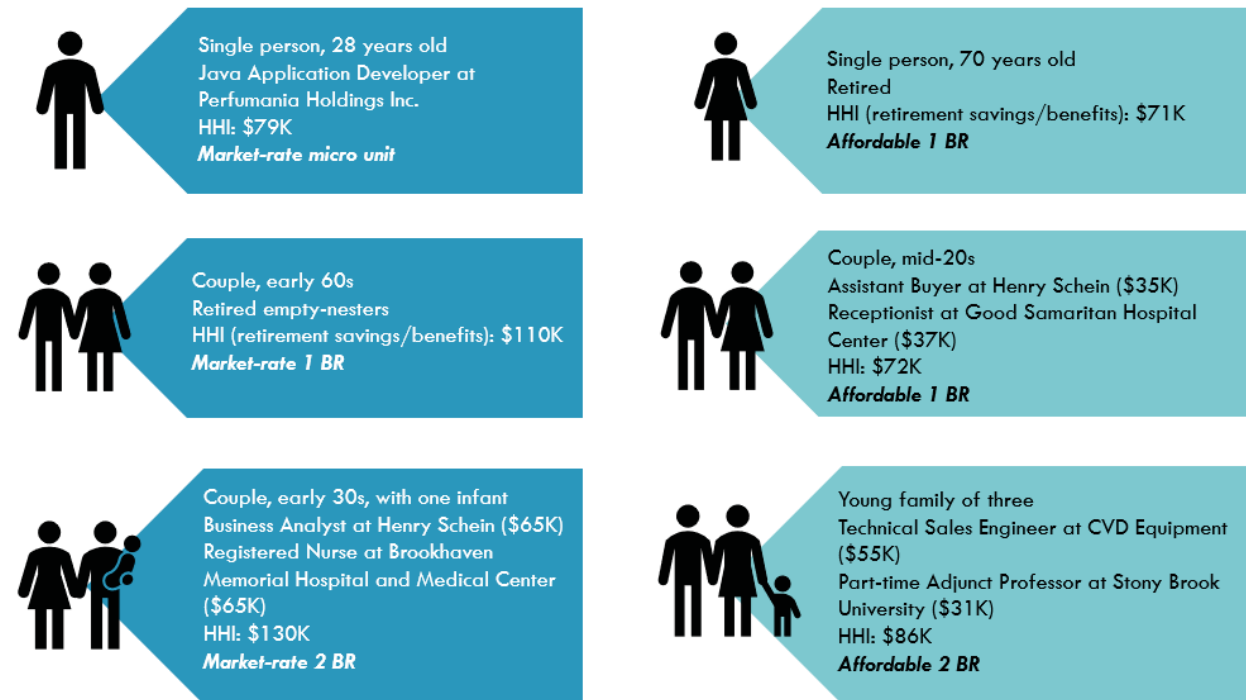 Single person, 28 years old
Java Application Developer at
Perfumania Holdings Inc.
HHI: $79K
Market-rate micro unit
Single person, 70 years old
Retired
HHI (retirement savings/benefits): $71K
Affordable 1 BR
Couple, early 60s
Retired empty-nesters
HHI (retirement savings/benefits): $110K
Market-rate 1 BR
Couple, mid-20s
Assistant Buyer at Henry Schein ($35K)
Receptionist at Good Samaritan Hospital
Center ($37K)
HHI: $72K
Affordable 1 BR
Couple, early 30s, with one infant
Business Analyst at Henry Schein ($65K)
Registered Nurse at Brookhaven
Memorial Hospital and Medical Center
($65K)
HHI: $130K
Market-rate 2 BR
Young family of three
Technical Sales Engineer at CVD Equipment
($55K)
Part-time Adjunct Professor at Stony Brook
University ($31K)
HHI: $86K
Affordable 2 BR